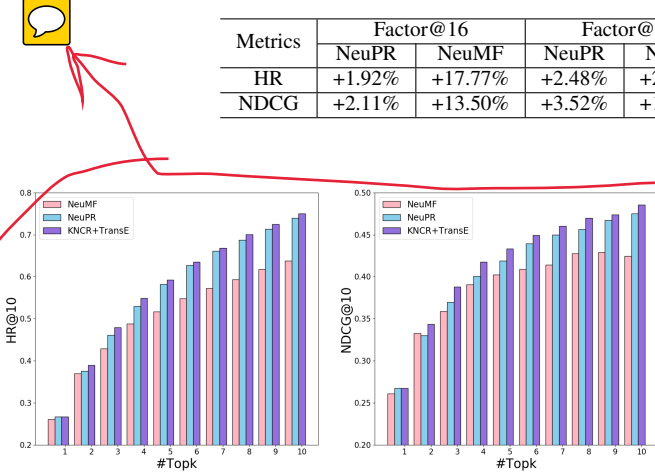 Metrics Factor@16 Factor@
NeuPR NeuMF NeuPR N
HR +1.92% +17.77% +2.48% +2
NDCG +2.11% +13.50% +3.52% +1
0.8
0.7
0.6
0.5
0.4
0.3
0.2
HR@10
NeuMF
NeuPR
KNCR+TransE
1 2 3 4 5 6 7 8 9 10
#Topk
0.50
0.45
0.40
0.35
0.30
0.25
0.20
NDCG@10
NeuMF
NeuPR
KNCR+TransE
1 2 3 4 5 6 7 8 9 10
#Topk